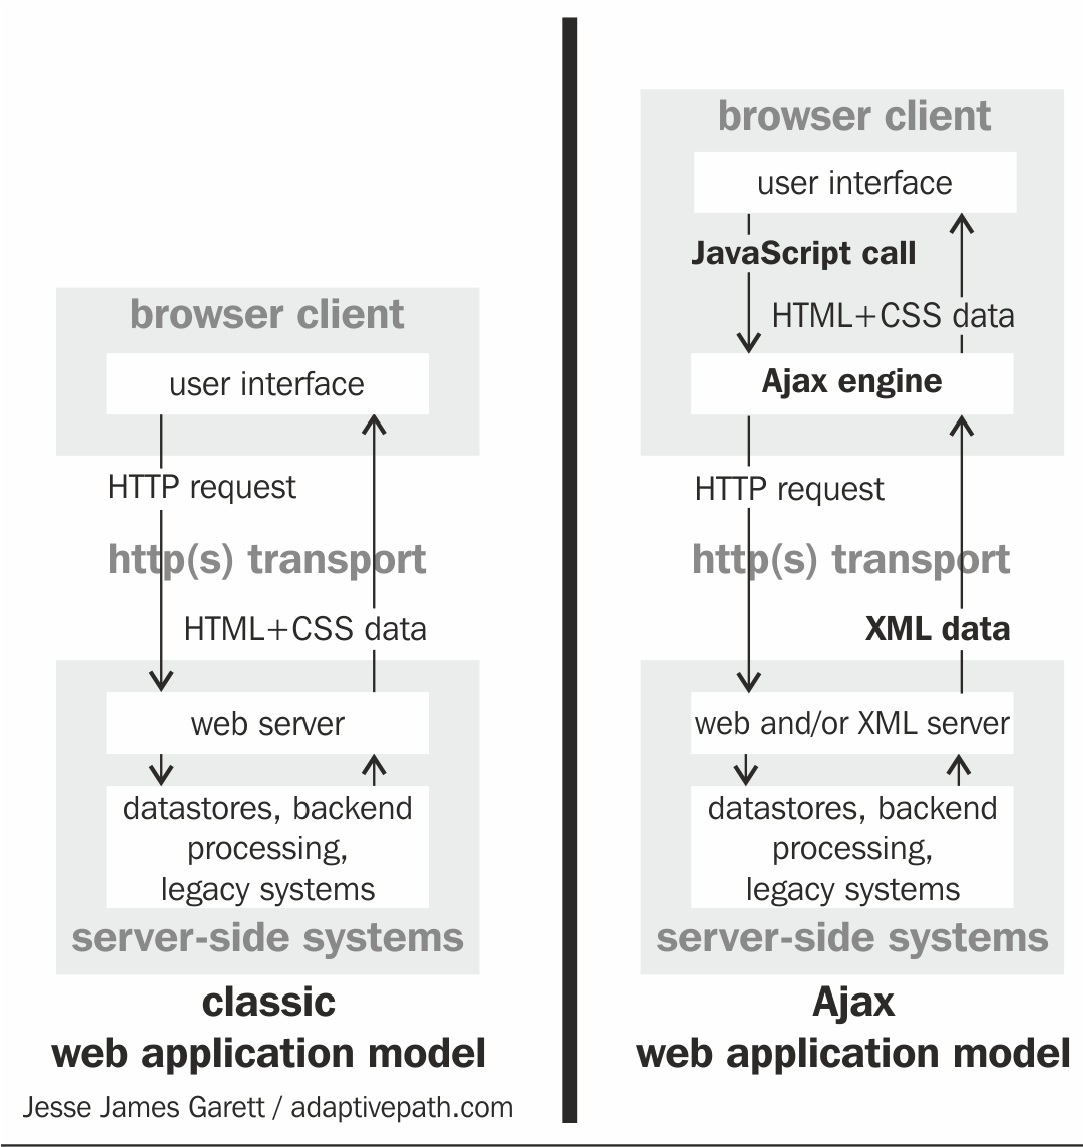 browser client
user interface
HTTP request
http(s) transport
HTML+CSS data
web server
datastores, backend
processing,
legacy systems
server-side systems
classic
web application model
Jesse James Garett / adaptivepath.com
browser client
user interface
JavaScript call
HTML+CSS data
Ajax engine
HTTP request
http(s) transport
XML data
web and/or XML server
datastores, backend
processing,
legacy systems
server-side systems
Ajax
web application model